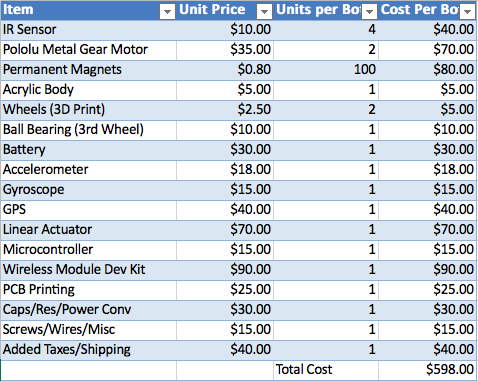 Item Unit Price Units per Bot Cost Per Bot
IR Sensor $10.00 4 $40.00
Pololu Metal Gear Motor $35.00 2 $70.00
Permanent Magnets $0.80 100 $80.00
Acrylic Body $5.00 1 $5.00
Wheels (3D Print) $2.50 2 $5.00
Ball Bearing (3rd Wheel) $10.00 1 $10.00
Battery $30.00 1 $30.00
Accelerometer $18.00 1 $18.00
Gyroscope $15.00 1 $15.00
GPS $40.00 1 $40.00
Linear Actuator $70.00 1 $70.00
Microcontroller $15.00 1 $15.00
Wireless Module Dev Kit $90.00 1 $90.00
PCB Printing $25.00 1 $25.00
Caps/Res/Power Conv $30.00 1 $30.00
Screws/Wires/Misc $15.00 1 $15.00
Added Taxes/Shipping $40.00 1 $40.00
Total Cost $598.00